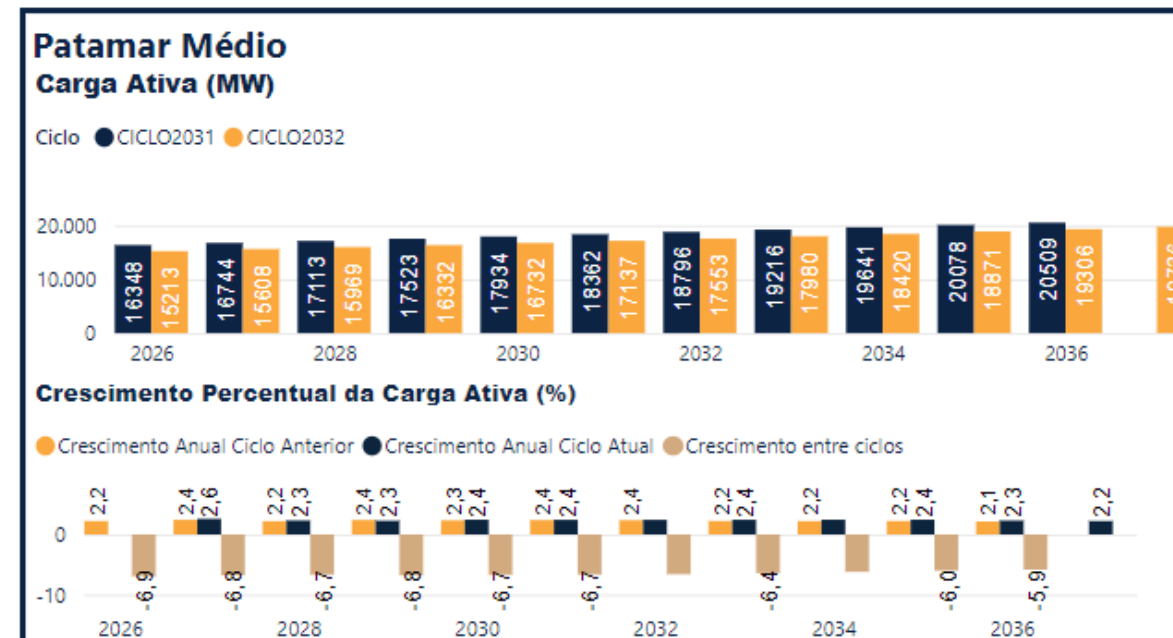 Patamar Médio
Carga Ativa (MW)
Ciclo CICLO2031 CICLO2032
20.000
10.000
0
16348 15213 16744 15608 17113 15969 17523 16332 17934 16732 18362 17137 18796 17553 19216 17980 19641 18420 20078 18871 20509 19306
2026 2028 2030 2032 2034 2036
Crescimento Percentual da Carga Ativa (%)
Crescimento Anual Ciclo Anterior Crescimento Anual Ciclo Atual Crescimento entre ciclos
2,2 2,4 2,6 2,2 2,3 2,4 2,3 2,3 2,4 2,4 2,4 2,4 2,2 2,4 2,2 2,2 2,4 2,1 2,3 2,2
0
-10
-6,9 -6,8 -6,7 -6,8 -6,7 -6,7 -6,4 -6,0 -5,9
2026 2028 2030 2032 2034 2036